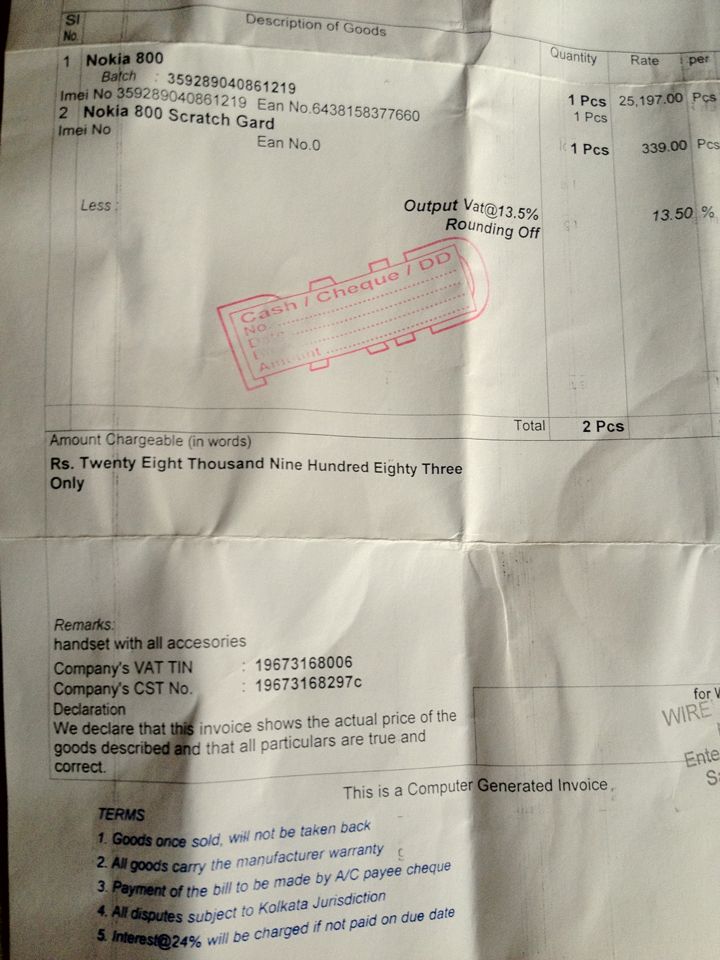 Sl No. Description of Goods Quantity Rate per
1 Nokia 800 1 Pcs 25,197.00 Pcs
Batch : 359289040861219 1 Pcs
Imei No 359289040861219 Ean No.6438158377660
2 Nokia 800 Scratch Gard 1 Pcs 339.00 Pcs
Imei No
Ean No.0
Less : Output Vat@13.5% 13.50 %
Rounding Off
Cash / Cheque / DD
No.
Date
Amount
Total 2 Pcs
Amount Chargeable (in words)
Rs. Twenty Eight Thousand Nine Hundred Eighty Three
Only
Remarks:
handset with all accesories
Company's VAT TIN : 19673168006
Company's CST No. : 19673168297c
Declaration
We declare that this invoice shows the actual price of the
goods described and that all particulars are true and
correct.
for
WIRE
Ente
This is a Computer Generated Invoice
TERMS
1. Goods once sold, will not be taken back
2. All goods carry the manufacturer warranty
3. Payment of the bill to be made by A/C payee cheque
4. All disputes subject to Kolkata Jurisdiction
5. Interest@24% will be charged if not paid on due date